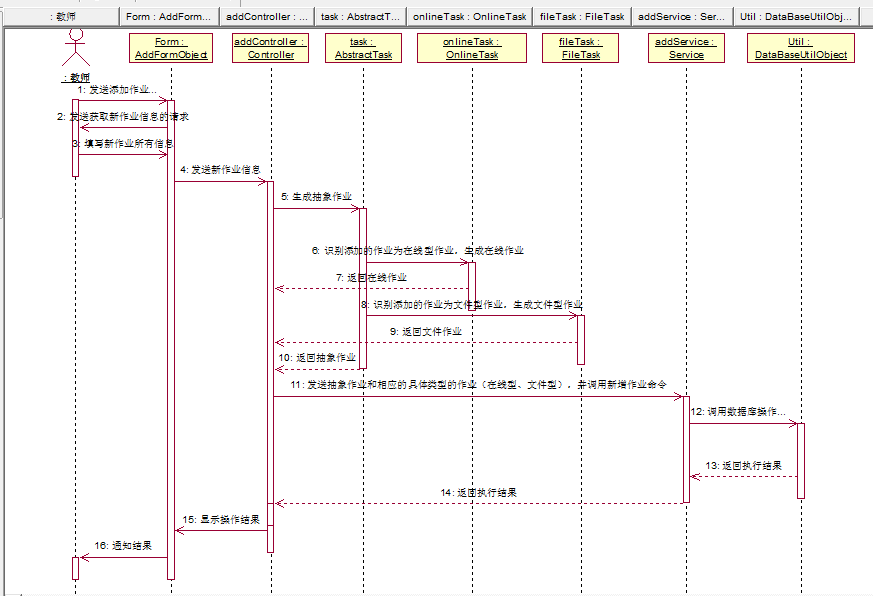 : 教师
Form : AddForm...
addController : ...
task : AbstractT...
onlineTask : OnlineTask
fileTask : FileTask
addService : Ser...
Util : DataBaseUtilObj...
: 教师
Form :
AddFormObject
addController :
Controller
task :
AbstractTask
onlineTask :
OnlineTask
fileTask :
FileTask
addService :
Service
Util :
DataBaseUtilObject
1: 发送添加作业...
2: 发送获取新作业信息的请求
3: 填写新作业所有信息
4: 发送新作业信息
5: 生成抽象作业
6: 识别添加的作业为在线型作业，生成在线作业
7: 返回在线作业
8: 识别添加的作业为文件型作业，生成文件型作业
9: 返回文件作业
10: 返回抽象作业
11: 发送抽象作业和相应的具体类型的作业（在线型、文件型），并调用新增作业命令
12: 调用数据库操作...
13: 返回执行结果
14: 返回执行结果
15: 显示操作结果
16: 通知结果